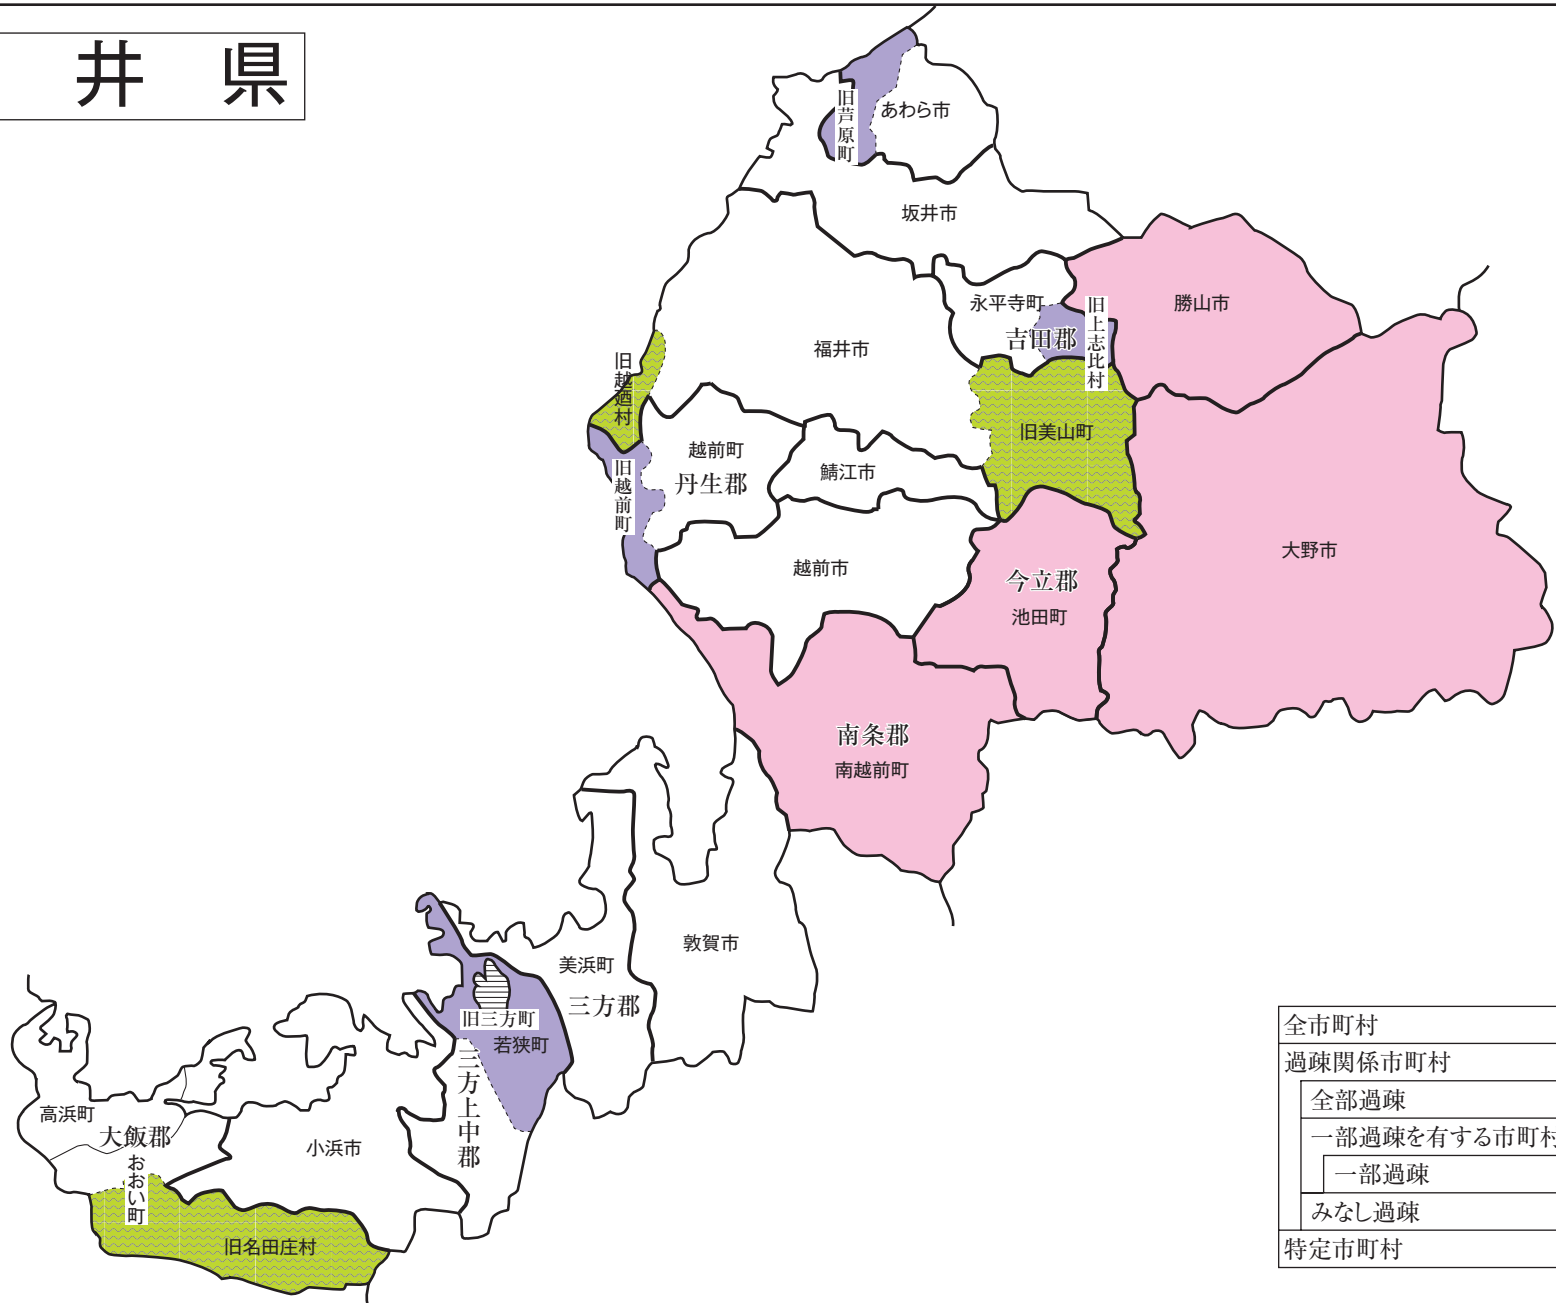 井 県
旧芦原町
あわら市
坂井市
永平寺町
吉田郡
旧上志比村
勝山市
福井市
旧越廼村
旧美山町
越前町
丹生郡
鯖江市
旧越前町
大野市
越前市
今立郡
池田町
南条郡
南越前町
敦賀市
美浜町
三方郡
旧三方町
若狭町
三方上中郡
高浜町
大飯郡
小浜市
おおい町
旧名田庄村
全市町村
過疎関係市町村
全部過疎
一部過疎を有する市町村
一部過疎
みなし過疎
特定市町村